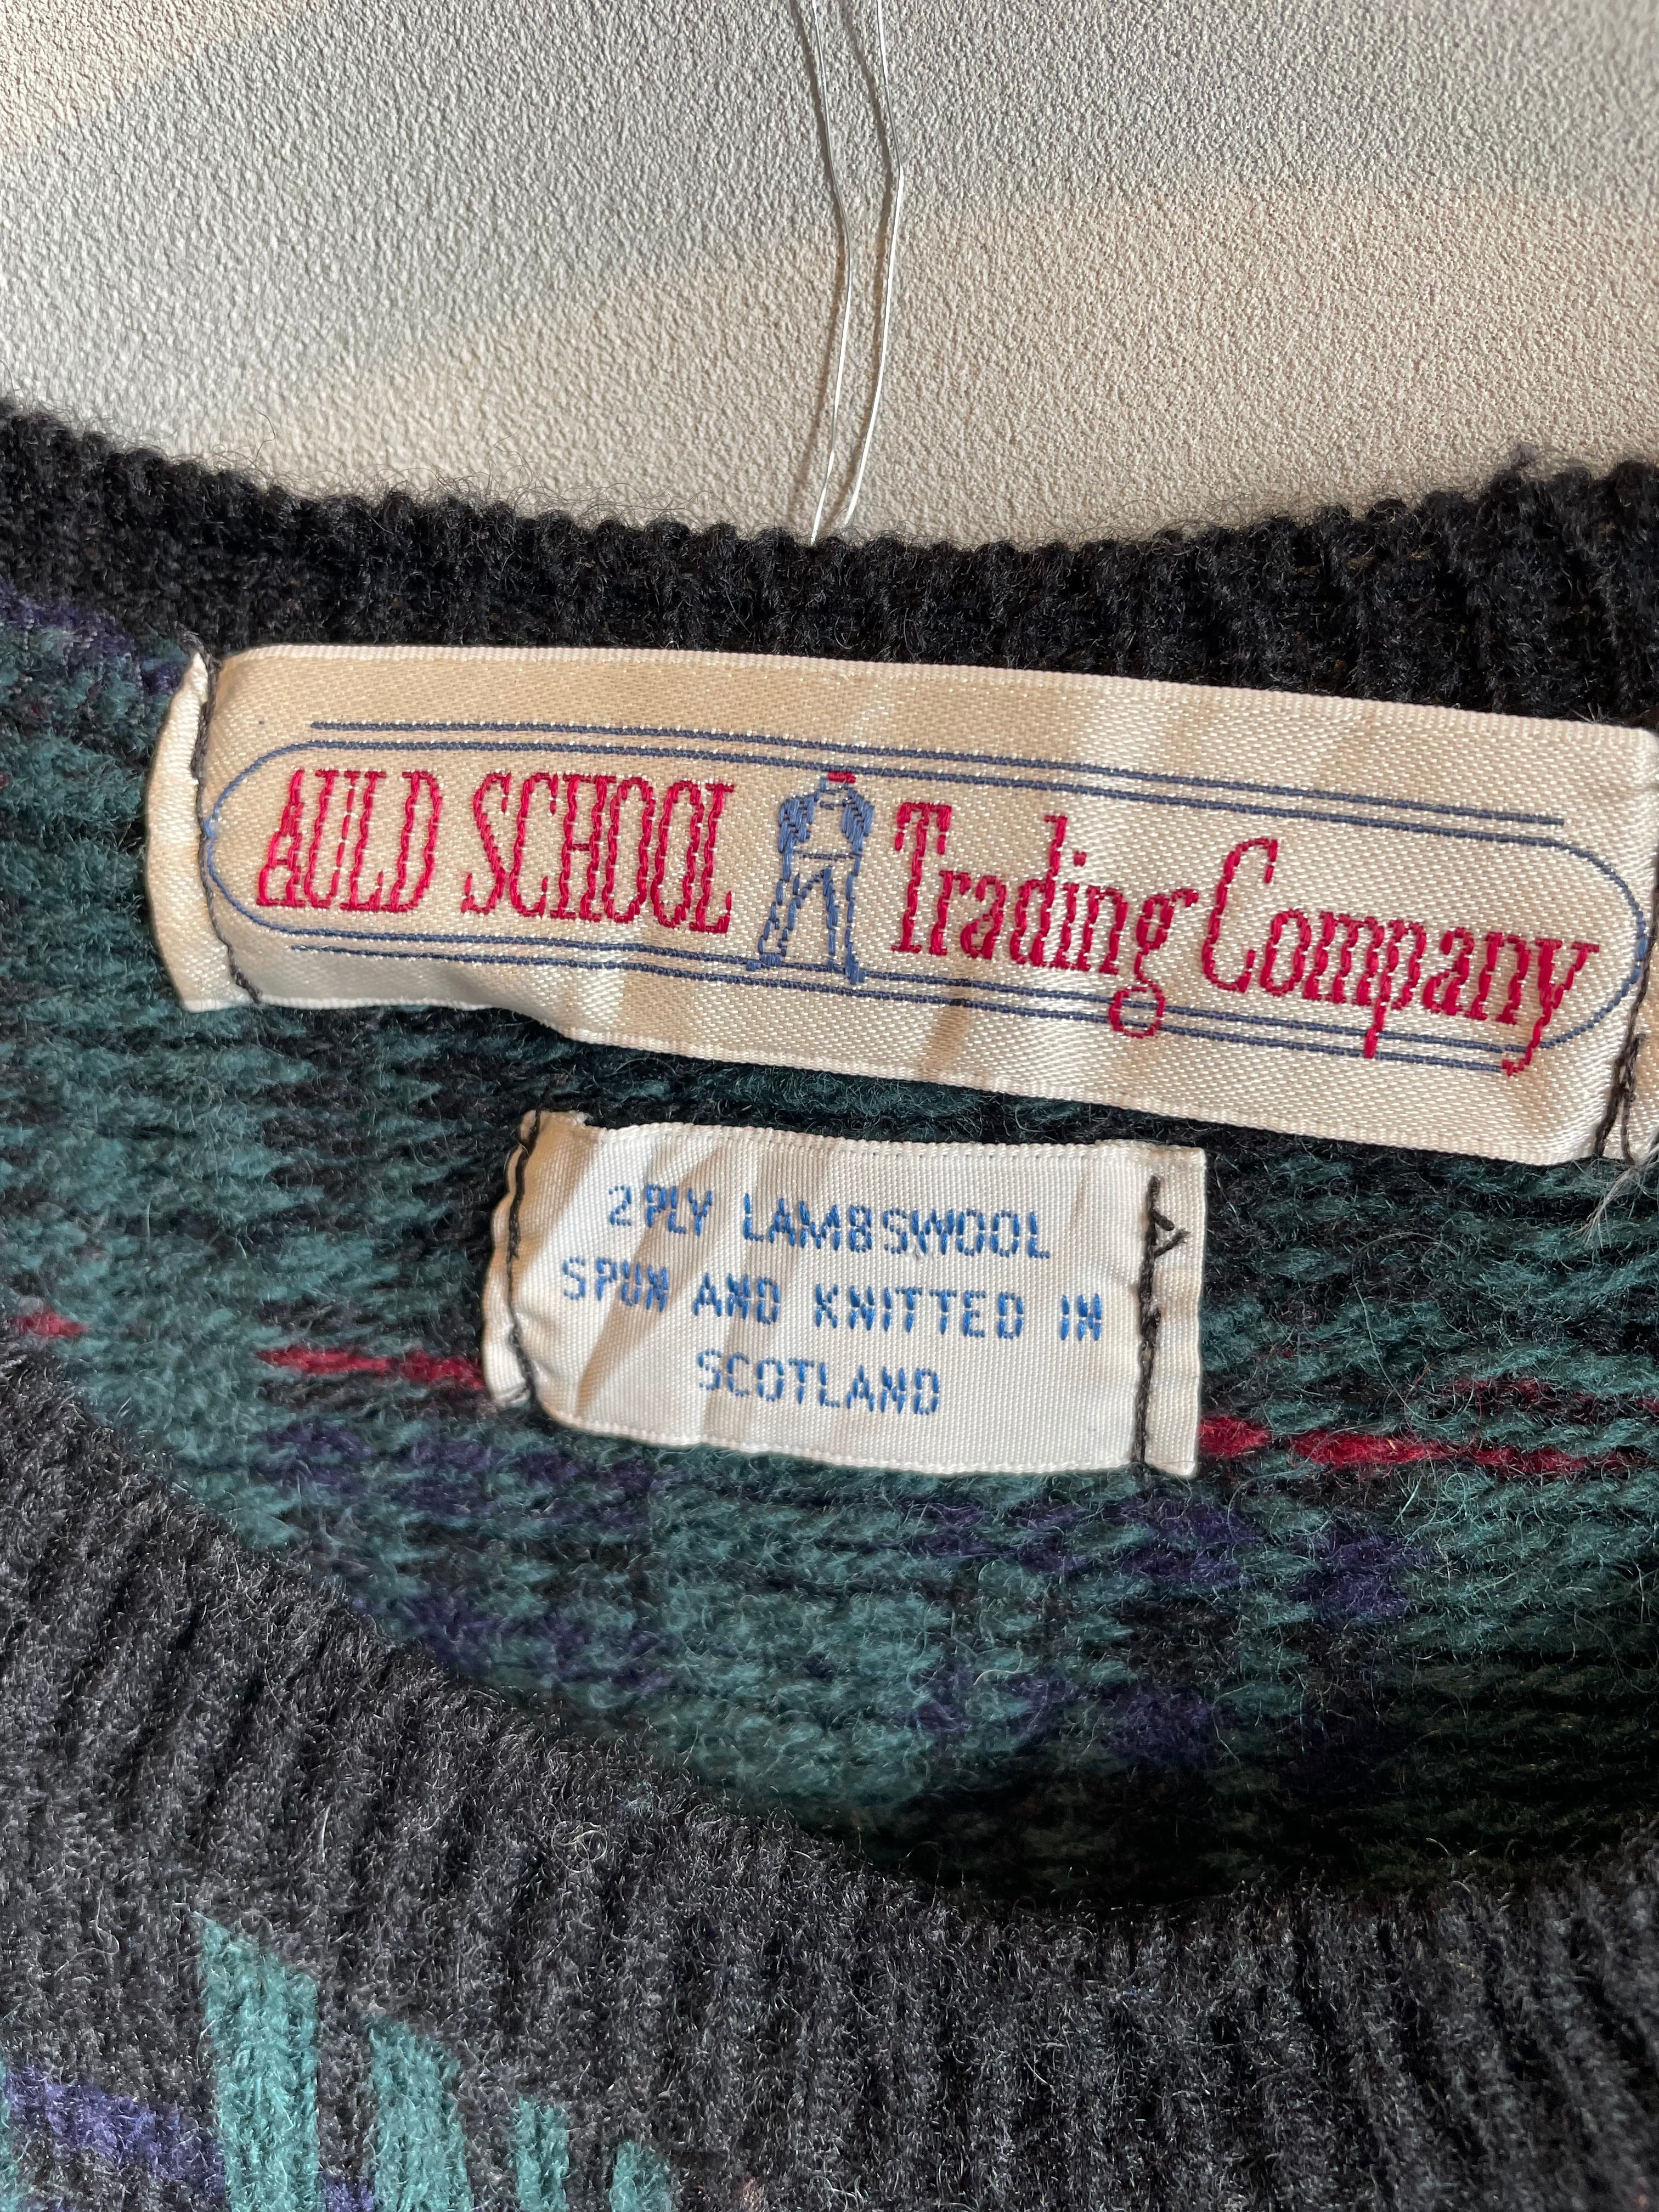 AULD SCHOOL Trading Company
2 PLY LAMBSWOOL
SPUN AND KNITTED IN
SCOTLAND